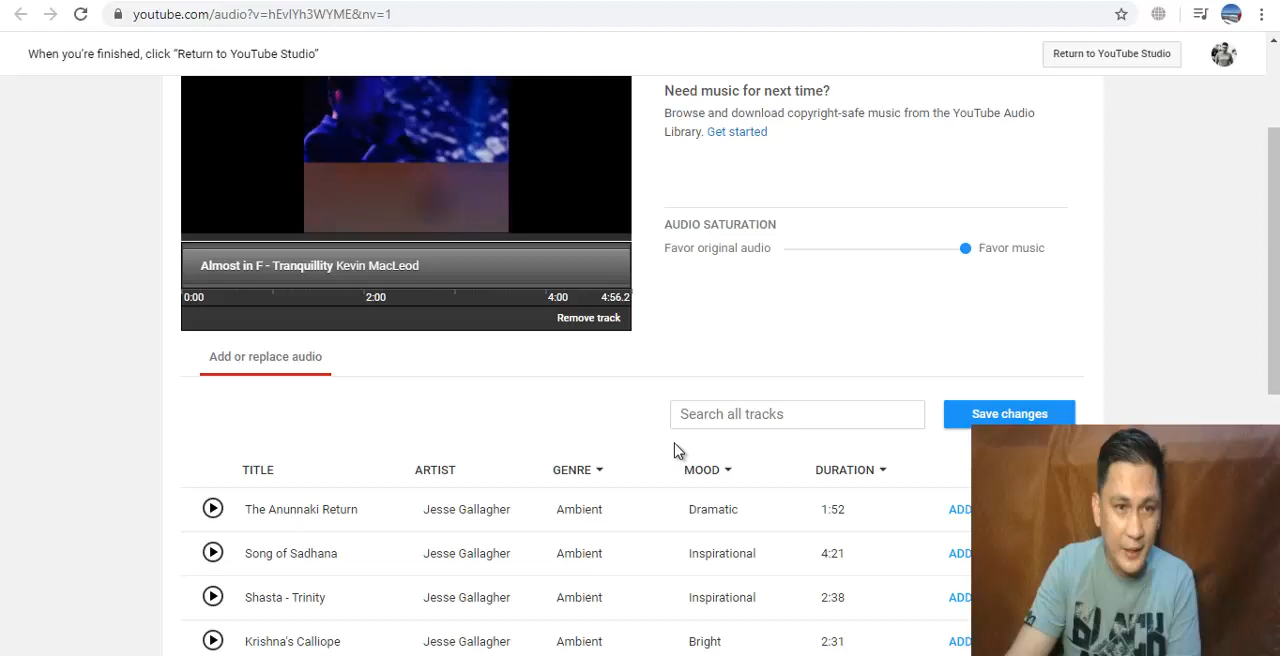 youtube.com/audio?v=hEvlYh3WYME&nv=1
When you're finished, click “Return to YouTube Studio”
Return to YouTube Studio
Need music for next time?
Browse and download copyright-safe music from the YouTube Audio
Library. Get started
AUDIO SATURATION
Favor original audio
Favor music
Almost in F - Tranquillity Kevin MacLeod
0:00 2:00 4:00 4:56.2
Remove track
Add or replace audio
Search all tracks
Save changes
TITLE ARTIST GENRE MOOD DURATION
The Anunnaki Return Jesse Gallagher Ambient Dramatic 1:52 ADD
Song of Sadhana Jesse Gallagher Ambient Inspirational 4:21 ADD
Shasta - Trinity Jesse Gallagher Ambient Inspirational 2:38 ADD
Krishna's Calliope Jesse Gallagher Ambient Bright 2:31 ADD
BLACK